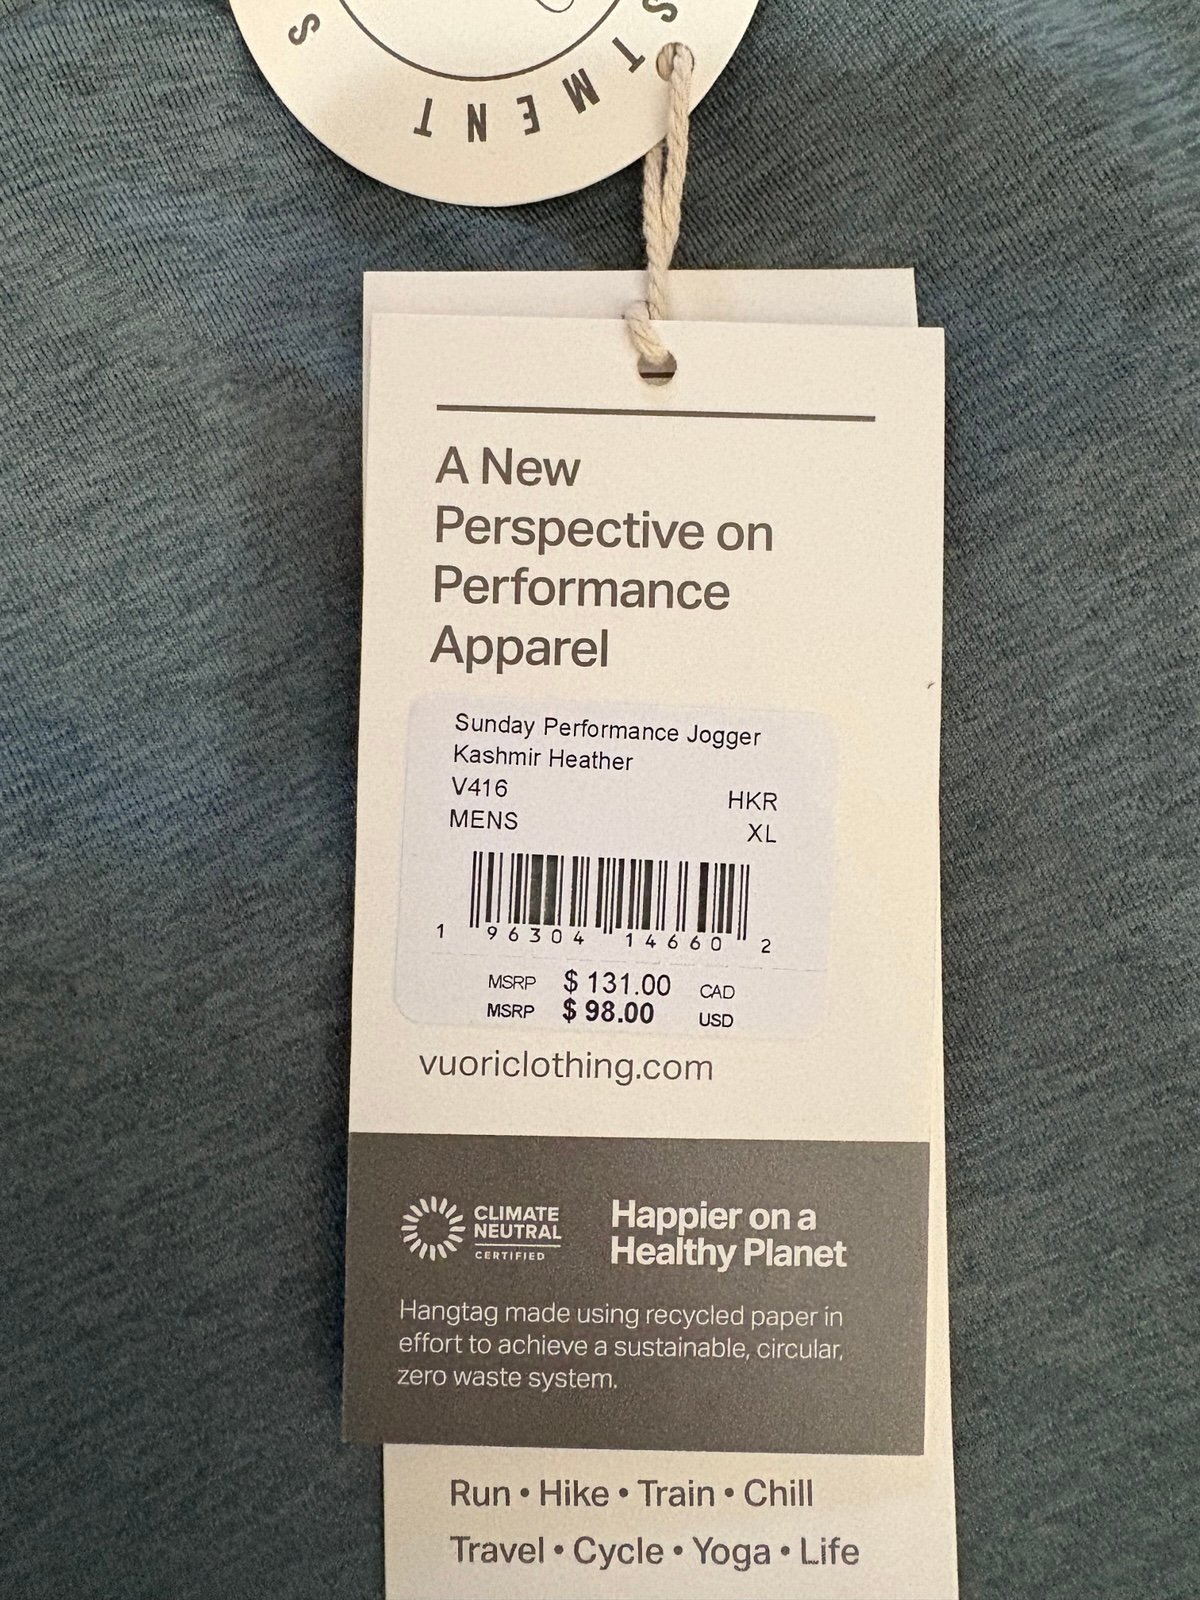 STMENT S
A New
Perspective on
Performance
Apparel
Sunday Performance Jogger
Kashmir Heather
V416 HKR
MENS XL
1 96304 14660 2
MSRP $ 131.00 CAD
MSRP $ 98.00 USD
vuoriclothing.com
CLIMATE
NEUTRAL
CERTIFIED
Happier on a
Healthy Planet
Hangtag made using recycled paper in
effort to achieve a sustainable, circular,
zero waste system.
Run • Hike • Train • Chill
Travel • Cycle • Yoga • Life